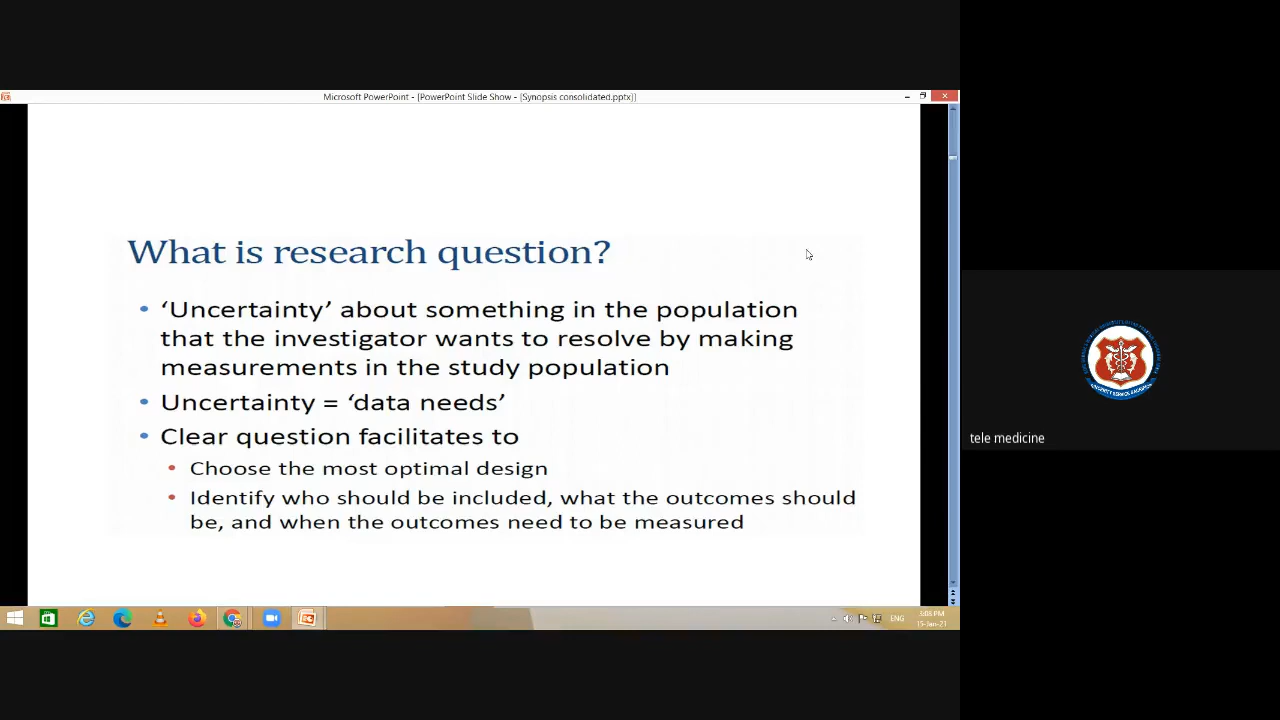 Microsoft PowerPoint - [PowerPoint Slide Show - [Synopsis consolidated.pptx]]
What is research question?
• ‘Uncertainty’ about something in the population
that the investigator wants to resolve by making
measurements in the study population
• Uncertainty = ‘data needs’
• Clear question facilitates to
• Choose the most optimal design
• Identify who should be included, what the outcomes should
be, and when the outcomes need to be measured
tele medicine
ENG
15-Jan-21